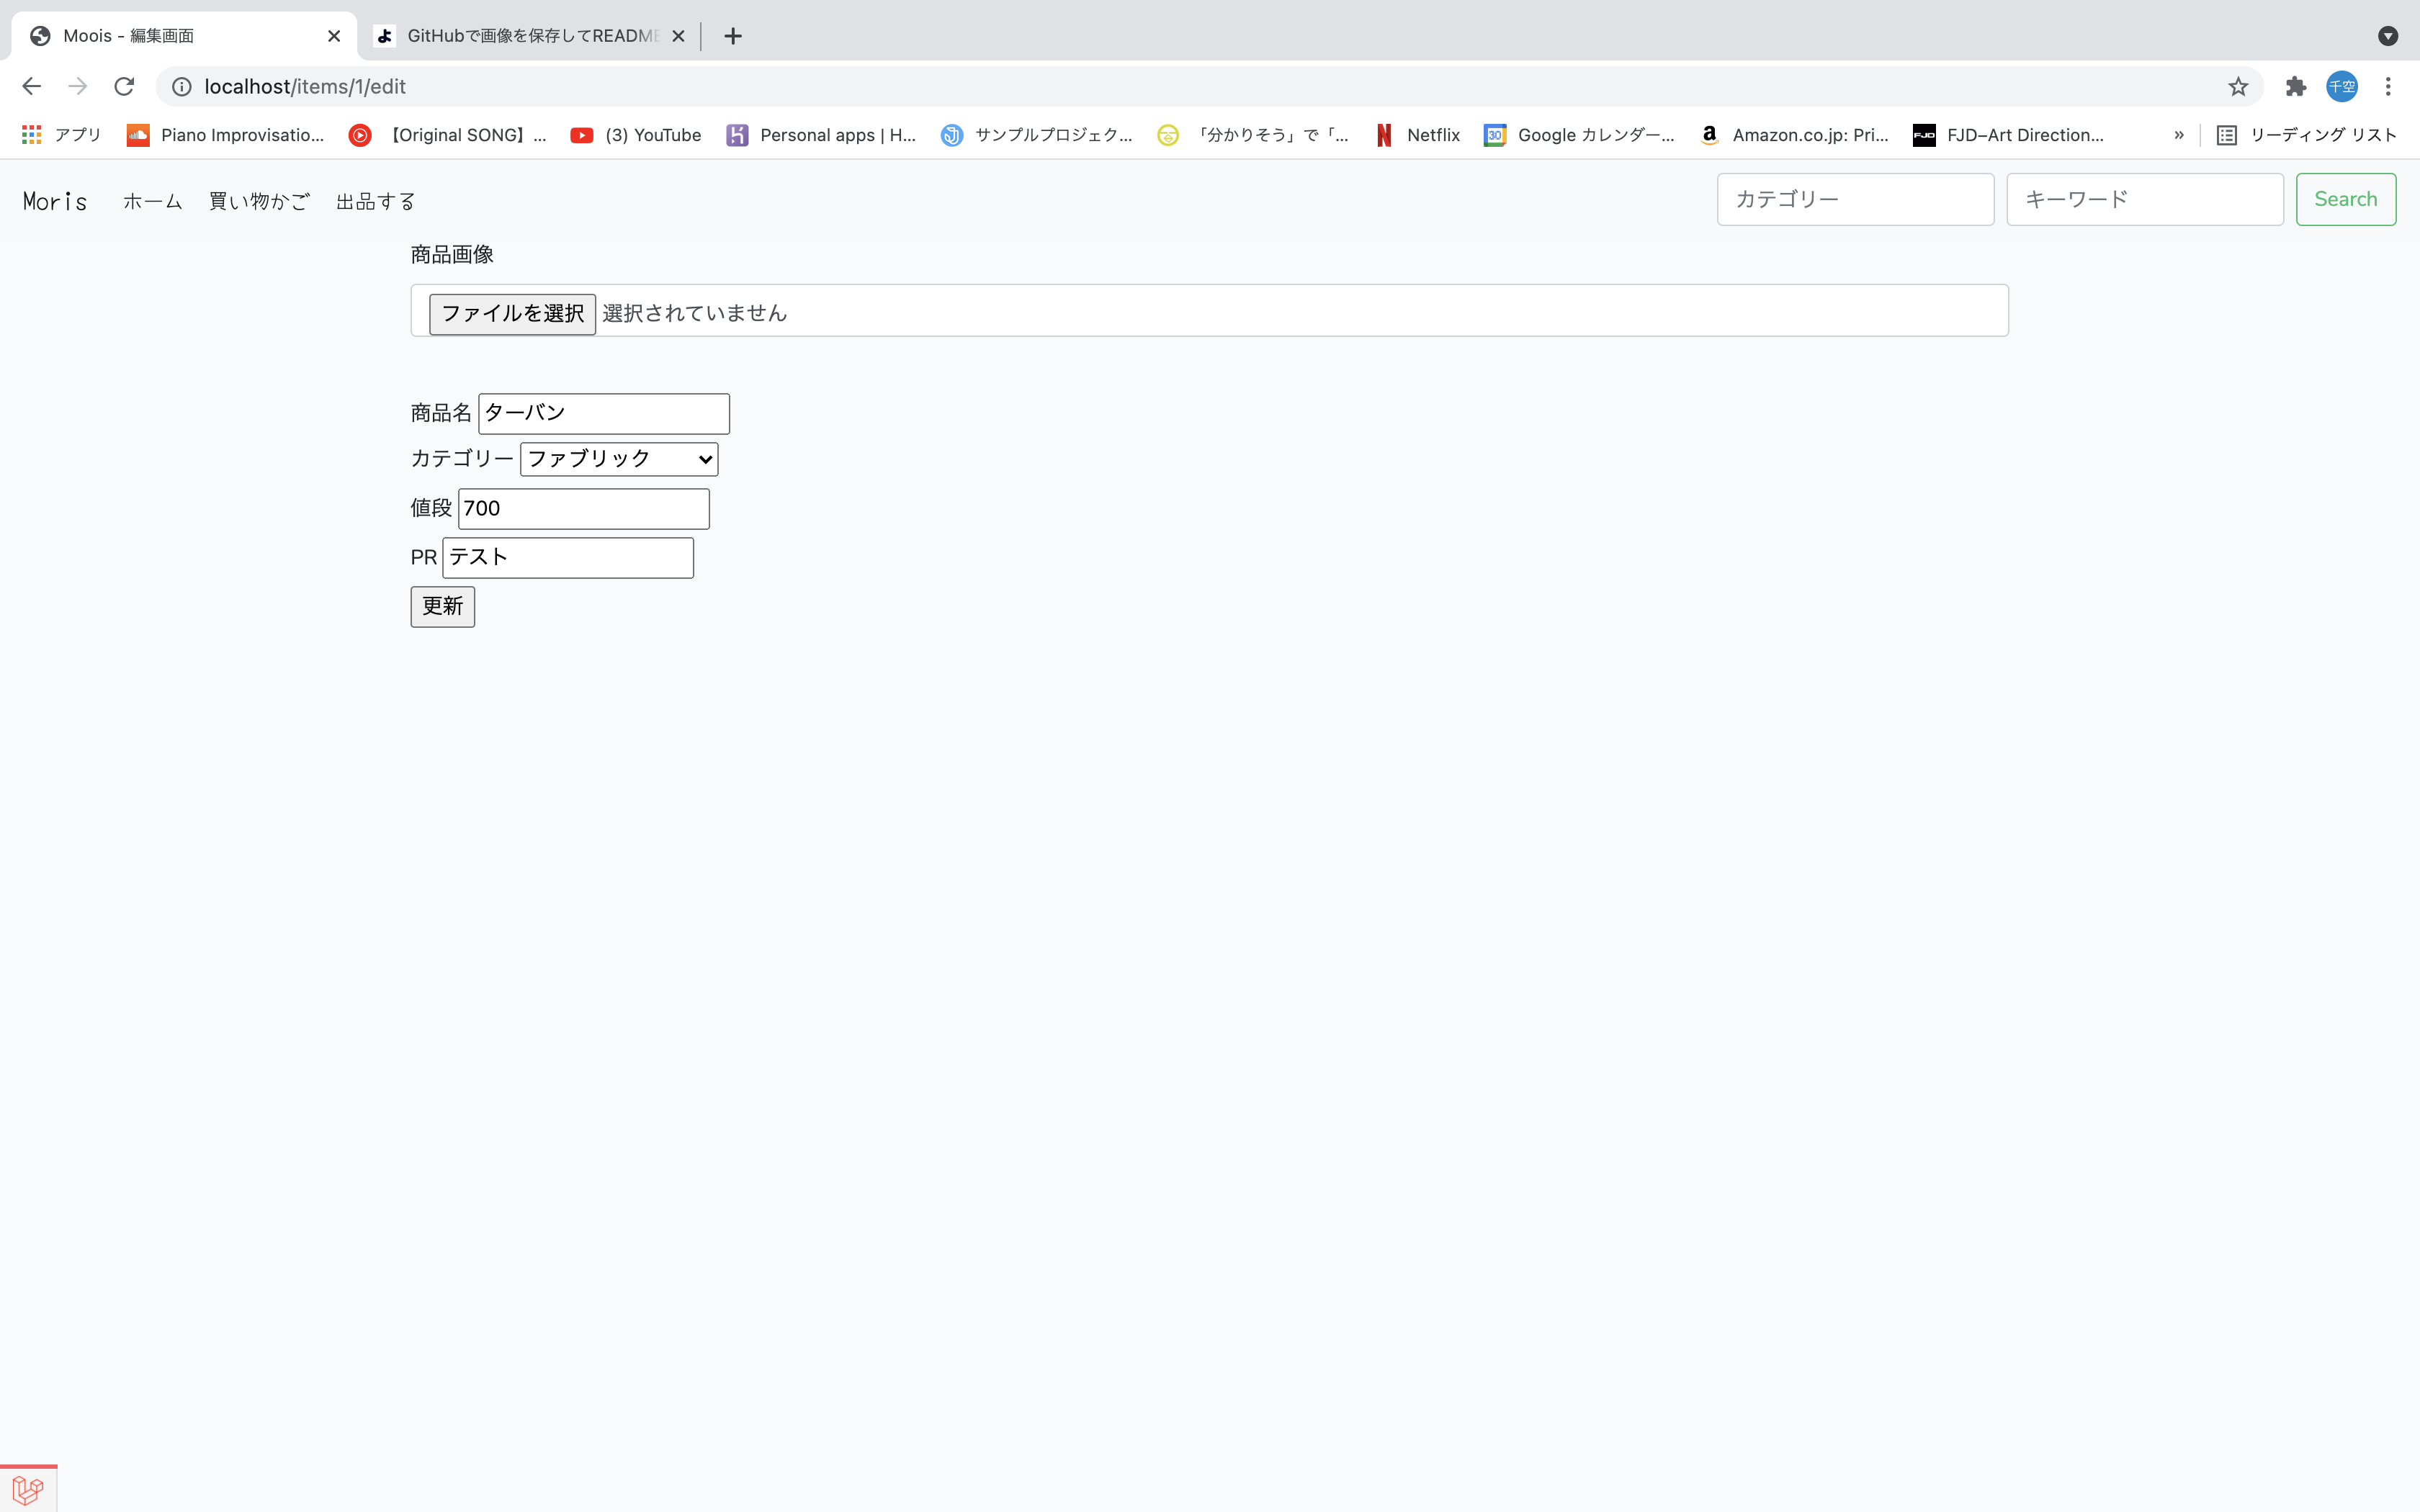 Moois - 編集画面
GitHubで画像を保存してREADME
localhost/items/1/edit
千空
アプリ Piano Improvisatio... 【Original SONG】 ... (3) YouTube Personal apps | H... サンプルプロジェク... 「分かりそう」で「... 30 Netflix Google カレンダー... Amazon.co.jp: Pri... FJD FJD–Art Direction... » リーディング リスト
Moris ホーム 買い物かご 出品する カテゴリー キーワード Search
商品画像
ファイルを選択 選択されていません
商品名 ターバン
カテゴリー ファブリック
値段 700
PR テスト
更新